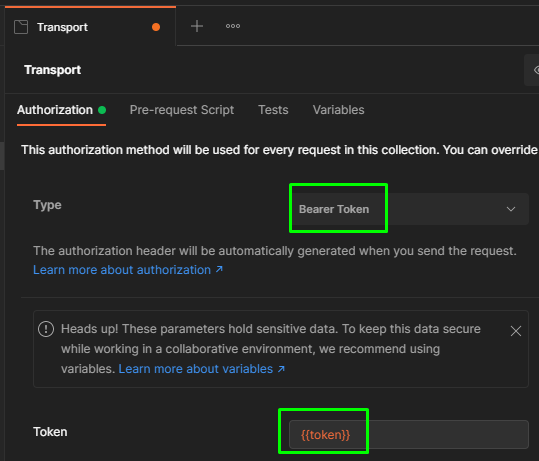 Transport
Transport
Authorization Pre-request Script Tests Variables
This authorization method will be used for every request in this collection. You can override
Type
Bearer Token
The authorization header will be automatically generated when you send the request.
Learn more about authorization ↗
Heads up! These parameters hold sensitive data. To keep this data secure
while working in a collaborative environment, we recommend using
variables. Learn more about variables ↗
Token
{{token}}